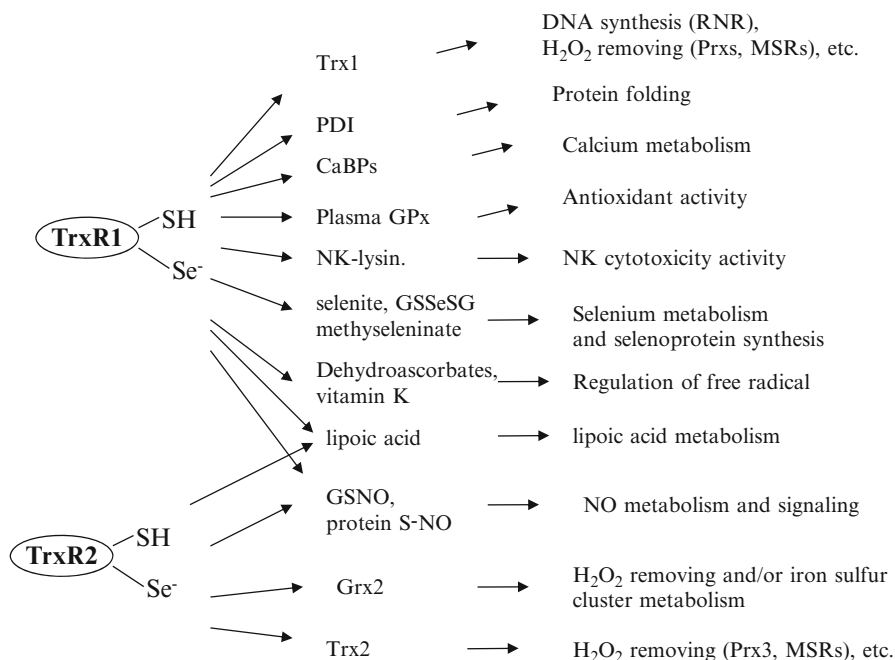 DNA synthesis (RNR),
H₂O₂ removing (Prxs, MSRs), etc.
Trx1
Protein folding
PDI
Calcium metabolism
CaBPs
Antioxidant activity
TrxR1
SH
Se⁻
Plasma GPx
NK-lysin.
NK cytotoxicity activity
selenite, GSSeSG
methyseleninate
Selenium metabolism
and selenoprotein synthesis
Dehydroascorbates,
vitamin K
Regulation of free radical
lipoic acid
lipoic acid metabolism
GSNO,
protein S-NO
NO metabolism and signaling
TrxR2
SH
Se⁻
Grx2
H₂O₂ removing and/or iron sulfur
cluster metabolism
Trx2
H₂O₂ removing (Prx3, MSRs), etc.